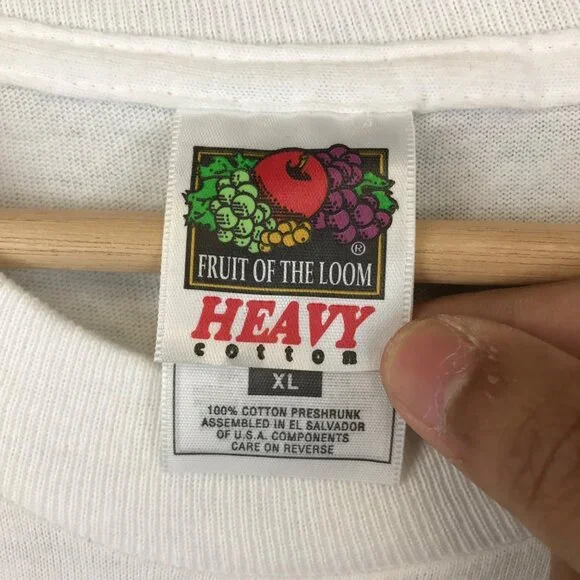 ®
FRUIT OF THE LOOM
HEAVY
cotton
XL
100% COTTON PRESHRUNK
ASSEMBLED IN EL SALVADOR
OF U.S.A. COMPONENTS
CARE ON REVERSE